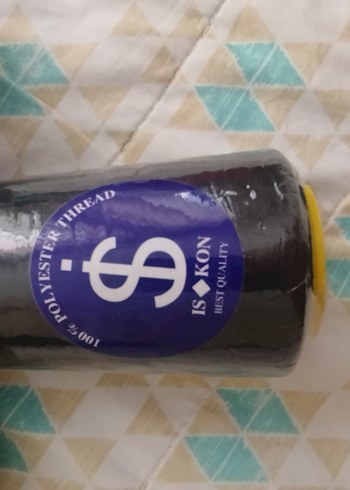 100% POLYESTER THREAD
IS◆KON
BEST QUALITY